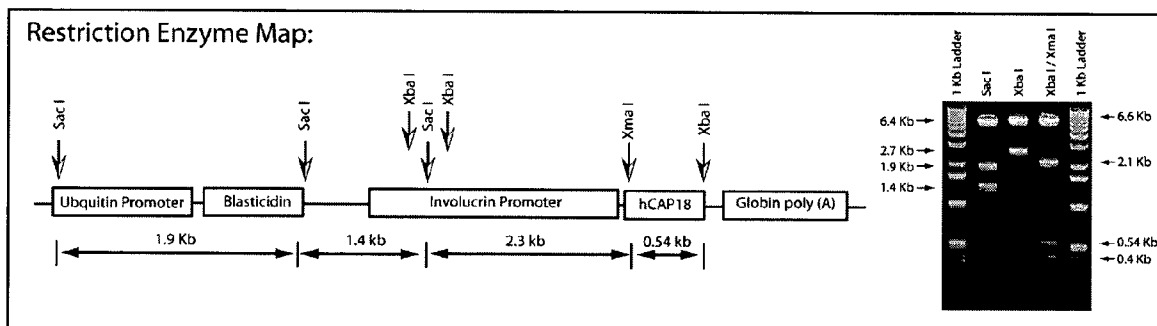 Restriction Enzyme Map:
Sac I
Sac I
Xba I
Sac I
Xba I
Xma I
Xba I
Ubquitin Promoter
Blasticidin
Involucrin Promoter
hCAP18
Globin poly (A)
1.9 Kb
1.4 kb
2.3 kb
0.54 kb
1 Kb Ladder
Sac I
Xba I
Xba I / Xma I
1 Kb Ladder
6.4 Kb
2.7 Kb
1.9 Kb
1.4 Kb
6.6 Kb
2.1 Kb
0.54 Kb
0.4 Kb